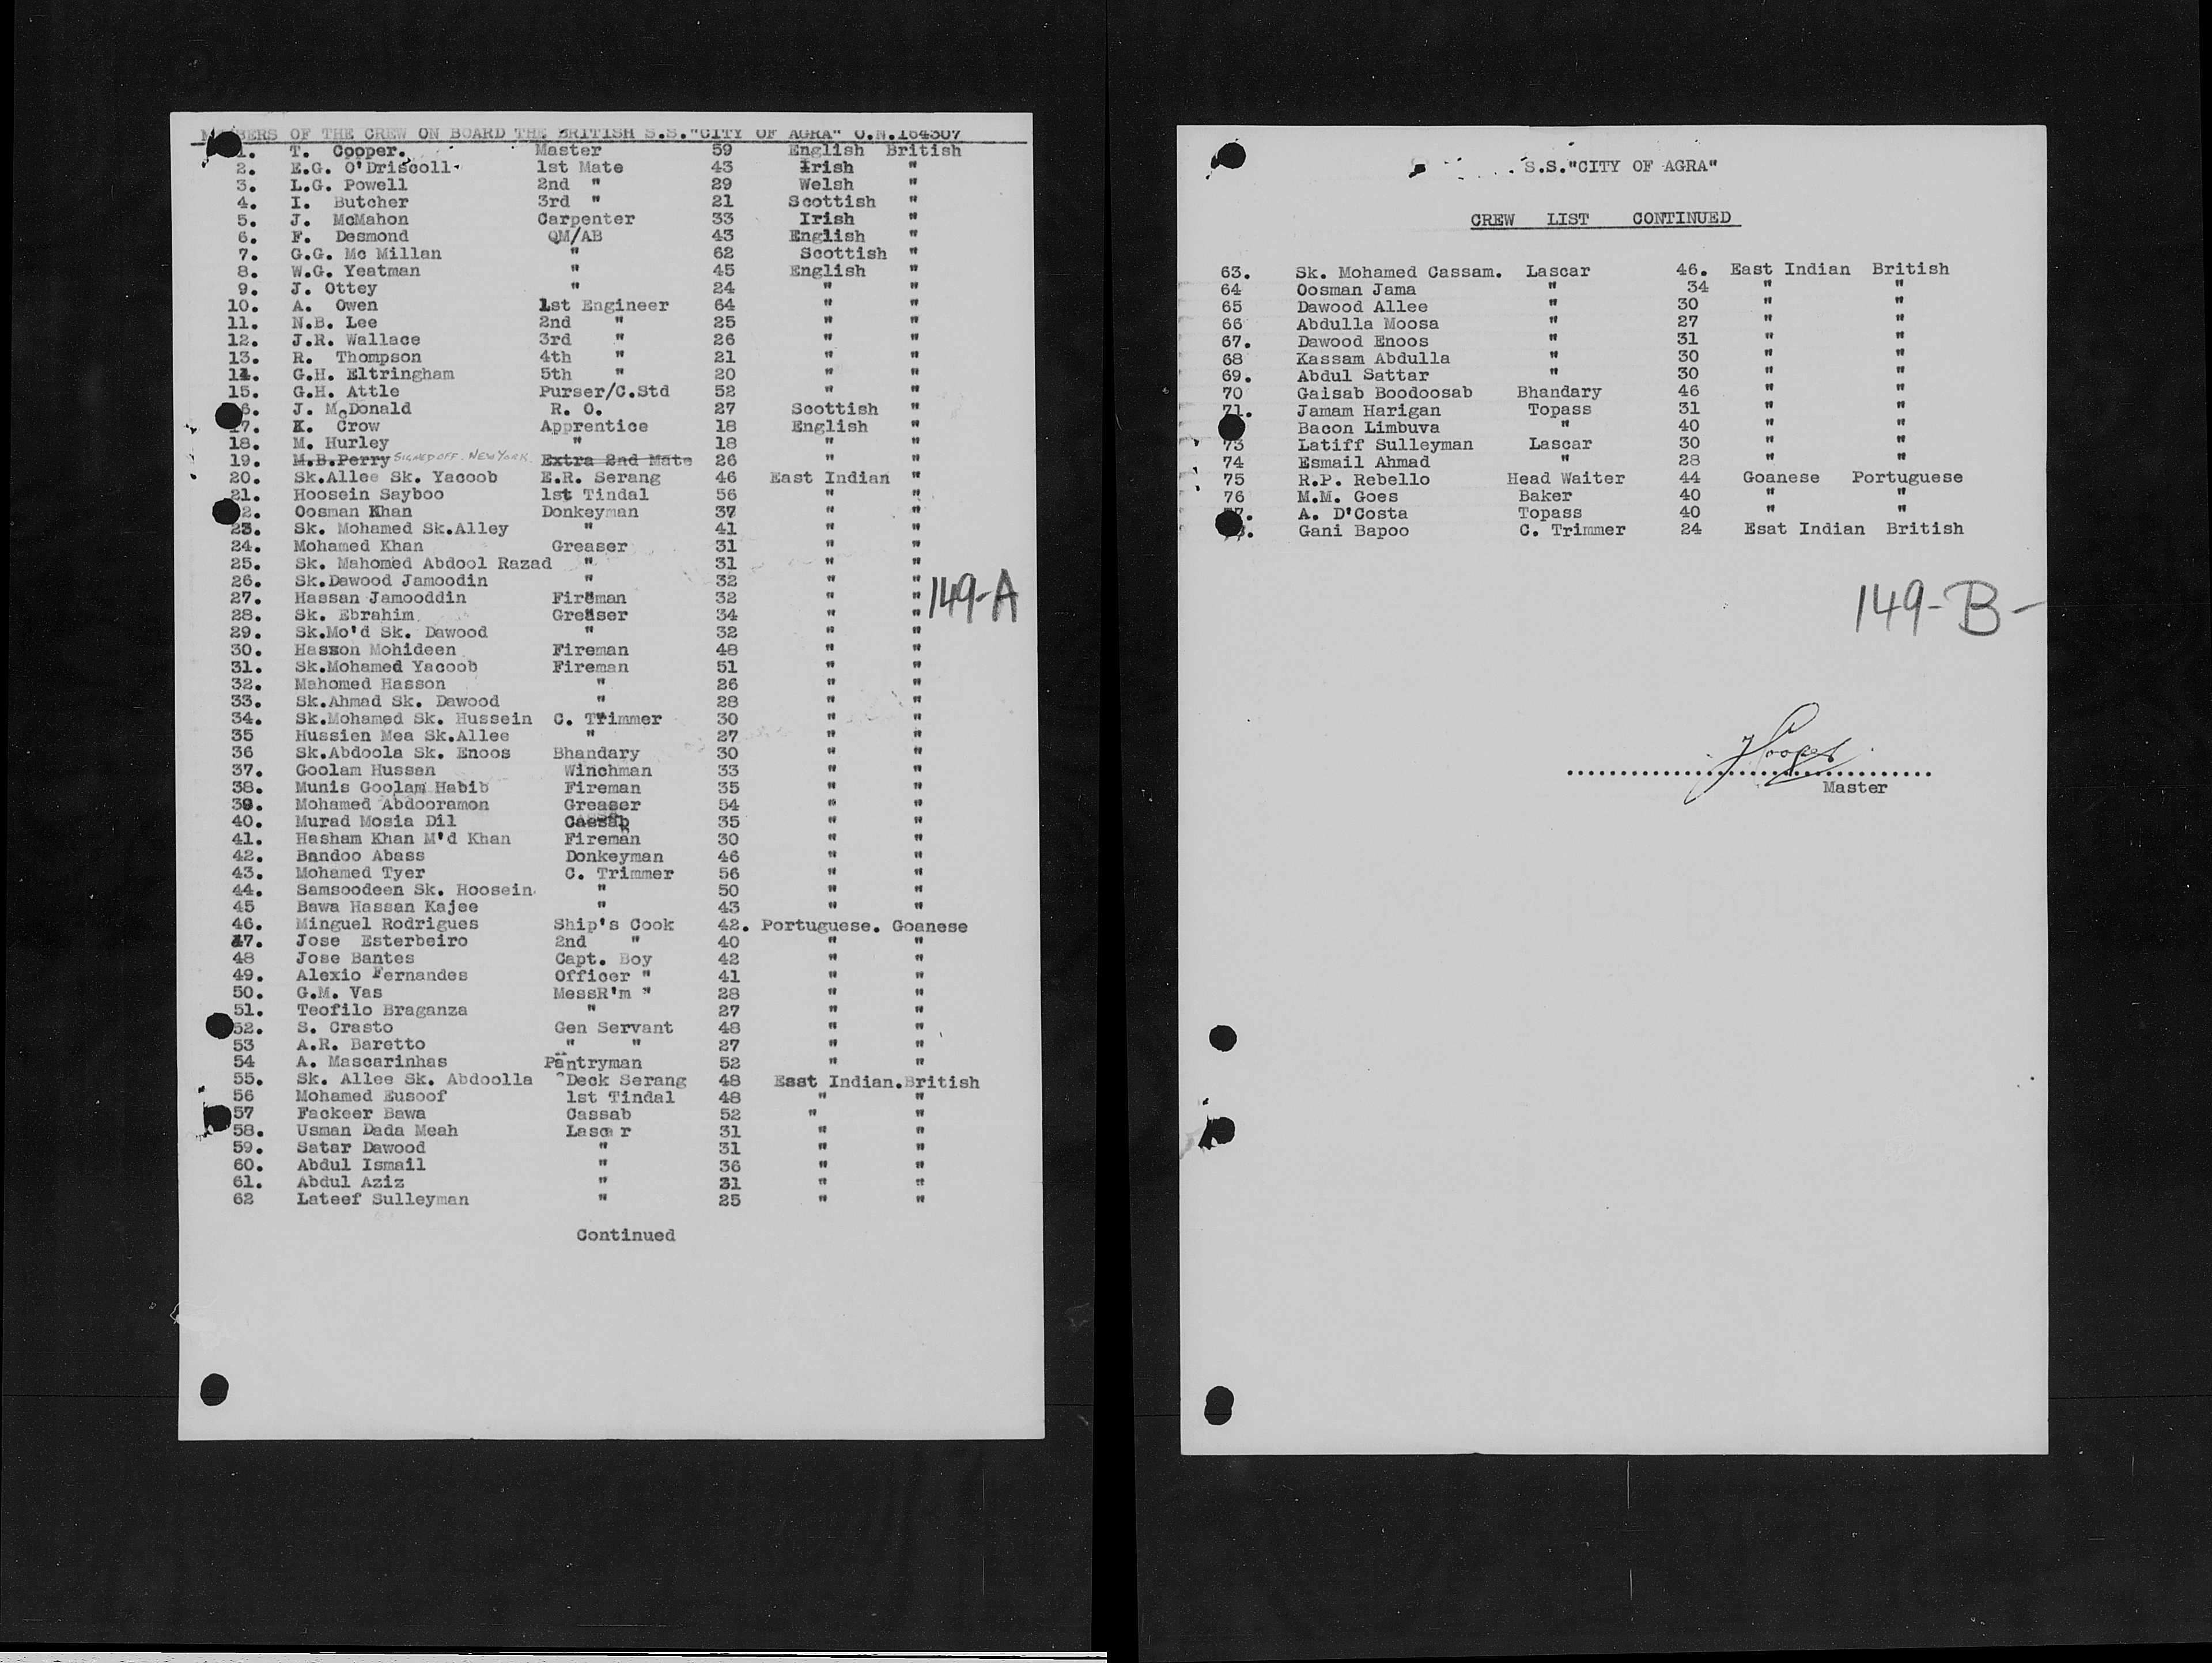 MEMBERS OF THE CREW ON BOARD THE BRITISH S.S."CITY OF AGRA" O.N.164307
1. T. Cooper. Master 59 English British
2. E.G. O'Driscoll 1st Mate 43 Irish "
3. L.G. Powell 2nd " 29 Welsh "
4. I. Butcher 3rd " 21 Scottish "
5. J. McMahon Carpenter 33 Irish "
6. F. Desmond QM/AB 43 English "
7. G.G. Mc Millan " 62 Scottish "
8. W.G. Yeatman " 45 English "
9. J. Ottey " 24 " "
10. A. Owen 1st Engineer 64 " "
11. N.B. Lee 2nd " 25 " "
12. J.R. Wallace 3rd " 26 " "
13. R. Thompson 4th " 21 " "
14. G.H. Eltringham 5th " 20 " "
15. G.H. Attle Purser/C.Std 52 " "
6. J. McDonald R. O. 27 Scottish "
17. K. Crow Apprentice 18 English "
18. M. Hurley " 18 " "
19. M.B.Perry SIGNED OFF. NEW YORK. Extra 2nd Mate 26 " "
20. Sk.Allee Sk. Yacoob E.R. Serang 46 East Indian "
21. Hoosein Sayboo 1st Tindal 56 " "
2. Oosman Khan Donkeyman 37 " "
23. Sk. Mohamed Sk.Alley " 41 " "
24. Mohamed Khan Greaser 31 " "
25. Sk. Mahomed Abdool Razad " 31 " "
26. Sk.Dawood Jamoodin " 32 " "
27. Hassan Jamooddin Fireman 32 " "
28. Sk. Ebrahim Greaser 34 " "
29. Sk.Mo'd Sk. Dawood " 32 " "
30. Hasson Mohideen Fireman 48 " "
31. Sk.Mohamed Yacoob Fireman 51 " "
32. Mahomed Hasson " 26 " "
33. Sk.Ahmad Sk. Dawood " 28 " "
34. Sk.Mohamed Sk. Hussein C. Trimmer 30 " "
35 Hussien Mea Sk.Allee " 27 " "
36 Sk.Abdoola Sk. Enoos Bhandary 30 " "
37. Goolam Hussan Winchman 33 " "
38. Munis Goolam Habib Fireman 35 " "
39. Mohamed Abdooramon Greaser 54 " "
40. Murad Mosia Dil Cassab 35 " "
41. Hasham Khan M'd Khan Fireman 30 " "
42. Bandoo Abass Donkeyman 46 " "
43. Mohamed Tyer C. Trimmer 56 " "
44. Samsoodeen Sk. Hoosein " 50 " "
45 Bawa Hassan Kajee " 43 " "
46. Minguel Rodrigues Ship's Cook 42. Portuguese. Goanese
47. Jose Esterbeiro 2nd " 40 " "
48 Jose Bantes Capt. Boy 42 " "
49. Alexio Fernandes Officer " 41 " "
50. G.M. Vas MessR'm " 28 " "
51. Teofilo Braganza " 27 " "
52. S. Crasto Gen Servant 48 " "
53 A.R. Baretto " " 27 " "
54 A. Mascarinhas Pantryman 52 " "
55. Sk. Allee Sk. Abdoolla Deck Serang 48 East Indian.British
56 Mohamed Eusoof 1st Tindal 48 " "
57 Fackeer Bawa Cassab 52 " "
58. Usman Dada Meah Lascar 31 " "
59. Satar Dawood " 31 " "
60. Abdul Ismail " 36 " "
61. Abdul Aziz " 31 " "
62 Lateef Sulleyman " 25 " "
Continued
149-A
S.S."CITY OF AGRA"
CREW LIST CONTINUED
63. Sk. Mohamed Cassam. Lascar 46. East Indian British
64 Oosman Jama " 34 " "
65 Dawood Allee " 30 " "
66 Abdulla Moosa " 27 " "
67. Dawood Enoos " 31 " "
68 Kassam Abdulla " 30 " "
69. Abdul Sattar " 30 " "
70 Gaisab Boodoosab Bhandary 46 " "
71. Jamam Harigan Topass 31 " "
Bacon Limbuva " 40 " "
73 Latiff Sulleyman Lascar 30 " "
74 Esmail Ahmad " 28 " "
75 R.P. Rebello Head Waiter 44 Goanese Portuguese
76 M.M. Goes Baker 40 " "
77. A. D'Costa Topass 40 " "
Gani Bapoo C. Trimmer 24 Esat Indian British
149-B-
T Cooper
Master